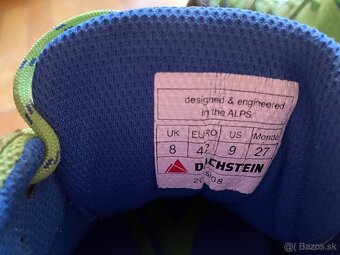 designed & engineered
in the ALPS
UK EURO US Mondo
8 42 9 27
DACHSTEIN
© Bazos.sk